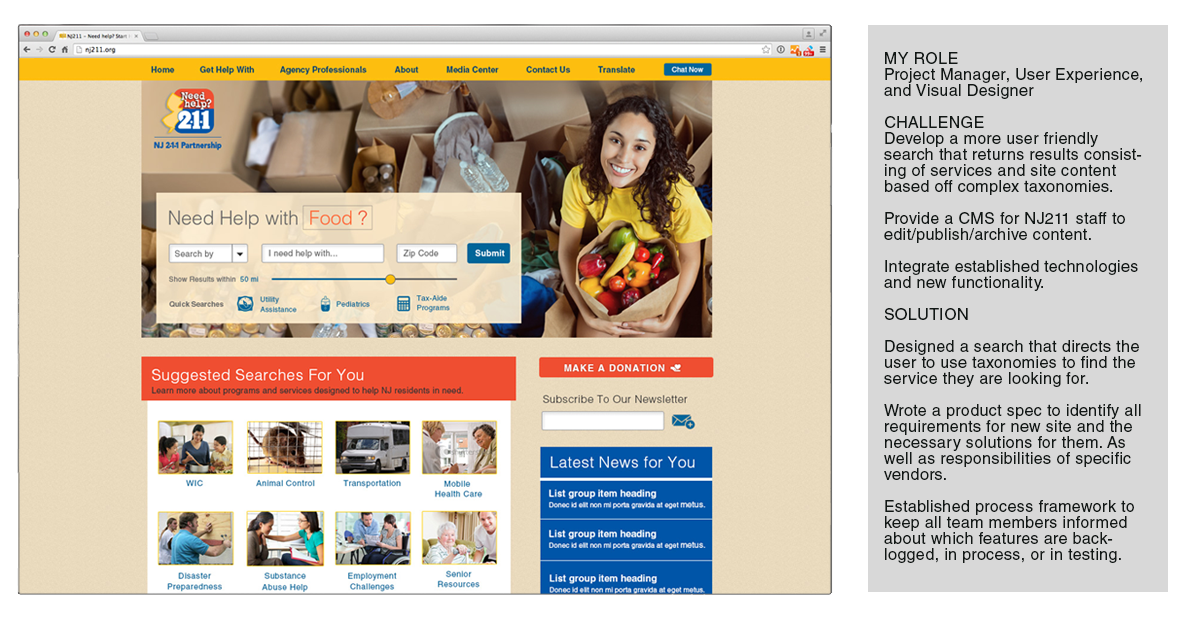 NJ211 - Need help? Start
nj211.org
Home Get Help With Agency Professionals About Media Center Contact Us Translate Chat Now
Need
help?
211
NJ 2-1-1 Partnership
Need Help with Food ?
Search by I need help with... Zip Code Submit
Show Results within 50 mi
Quick Searches Utility Assistance Pediatrics Tax-Aide Programs
Suggested Searches For You
Learn more about programs and services designed to help NJ residents in need.
WIC Animal Control Transportation Mobile
Health Care
Disaster
Preparedness
Substance
Abuse Help
Employment
Challenges
Senior
Resources
MAKE A DONATION
Subscribe To Our Newsletter
Latest News for You
List group item heading
Donec id elit non mi porta gravida at eget metus.
List group item heading
Donec id elit non mi porta gravida at eget metus.
List group item heading
Donec id elit non mi porta gravida at eget metus.
MY ROLE
Project Manager, User Experience,
and Visual Designer
CHALLENGE
Develop a more user friendly
search that returns results consist-
ing of services and site content
based off complex taxonomies.
Provide a CMS for NJ211 staff to
edit/publish/archive content.
Integrate established technologies
and new functionality.
SOLUTION
Designed a search that directs the
user to use taxonomies to find the
service they are looking for.
Wrote a product spec to identify all
requirements for new site and the
necessary solutions for them. As
well as responsibilities of specific
vendors.
Established process framework to
keep all team members informed
about which features are back-
logged, in process, or in testing.